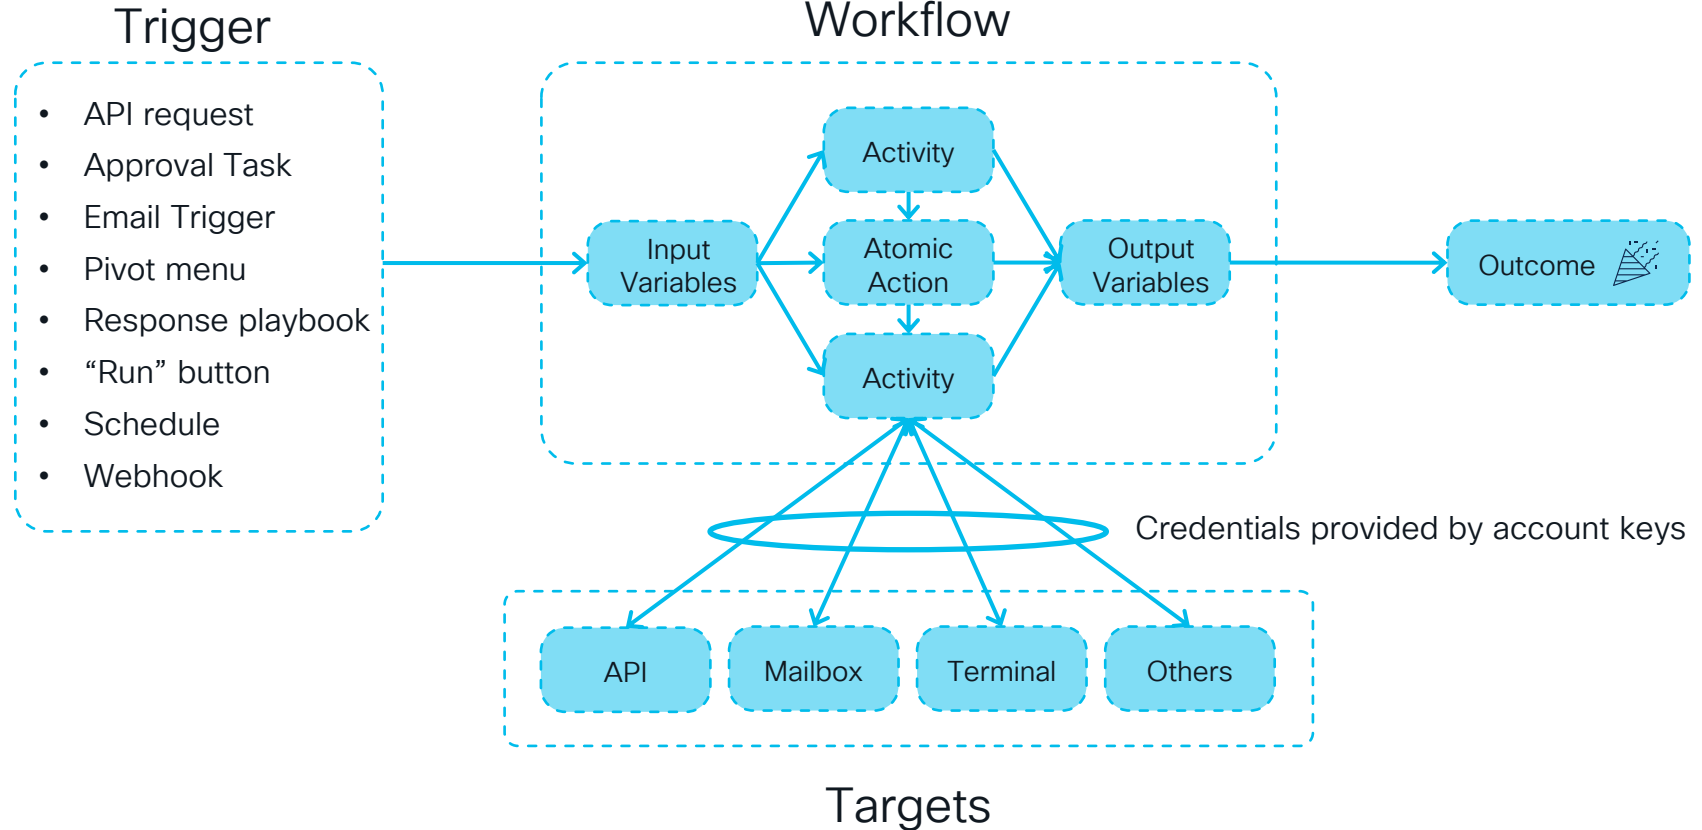 Trigger
• API request
• Approval Task
• Email Trigger
• Pivot menu
• Response playbook
• “Run” button
• Schedule
• Webhook
Workflow
Input
Variables
Activity
Atomic
Action
Activity
Output
Variables
Outcome
Credentials provided by account keys
API
Mailbox
Terminal
Others
Targets